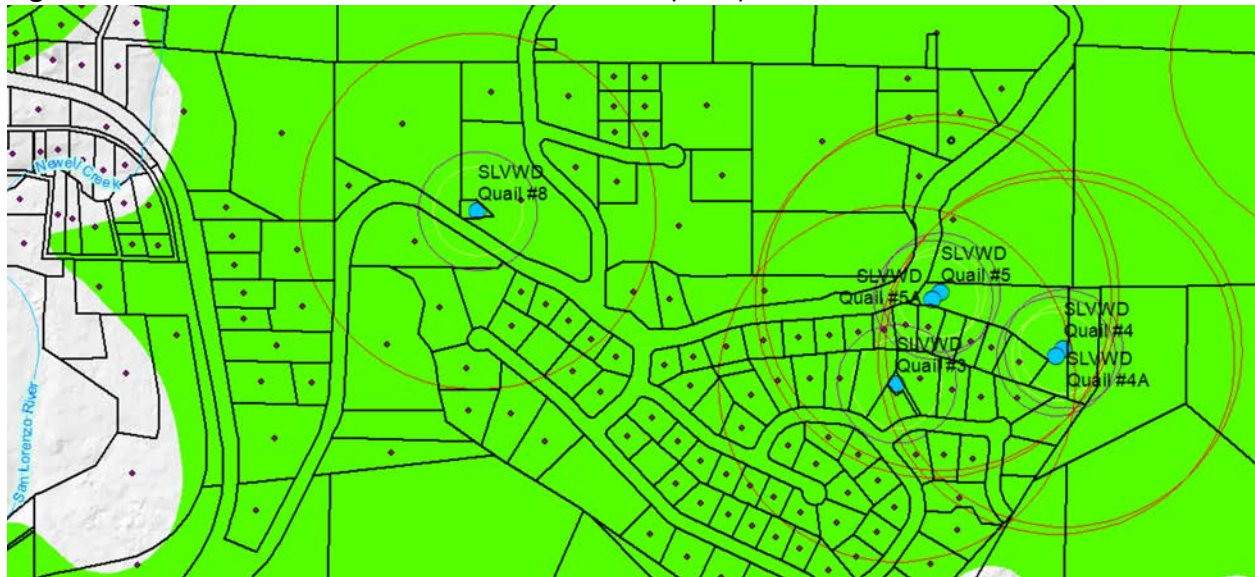 SLVWD
Quail #8
Newell Creek
SLVWD
Quail #5
SLVWD
Quail #5A
SLVWD
Quail #4
SLVWD
Quail #3
SLVWD
Quail #4A
San Lorenzo River